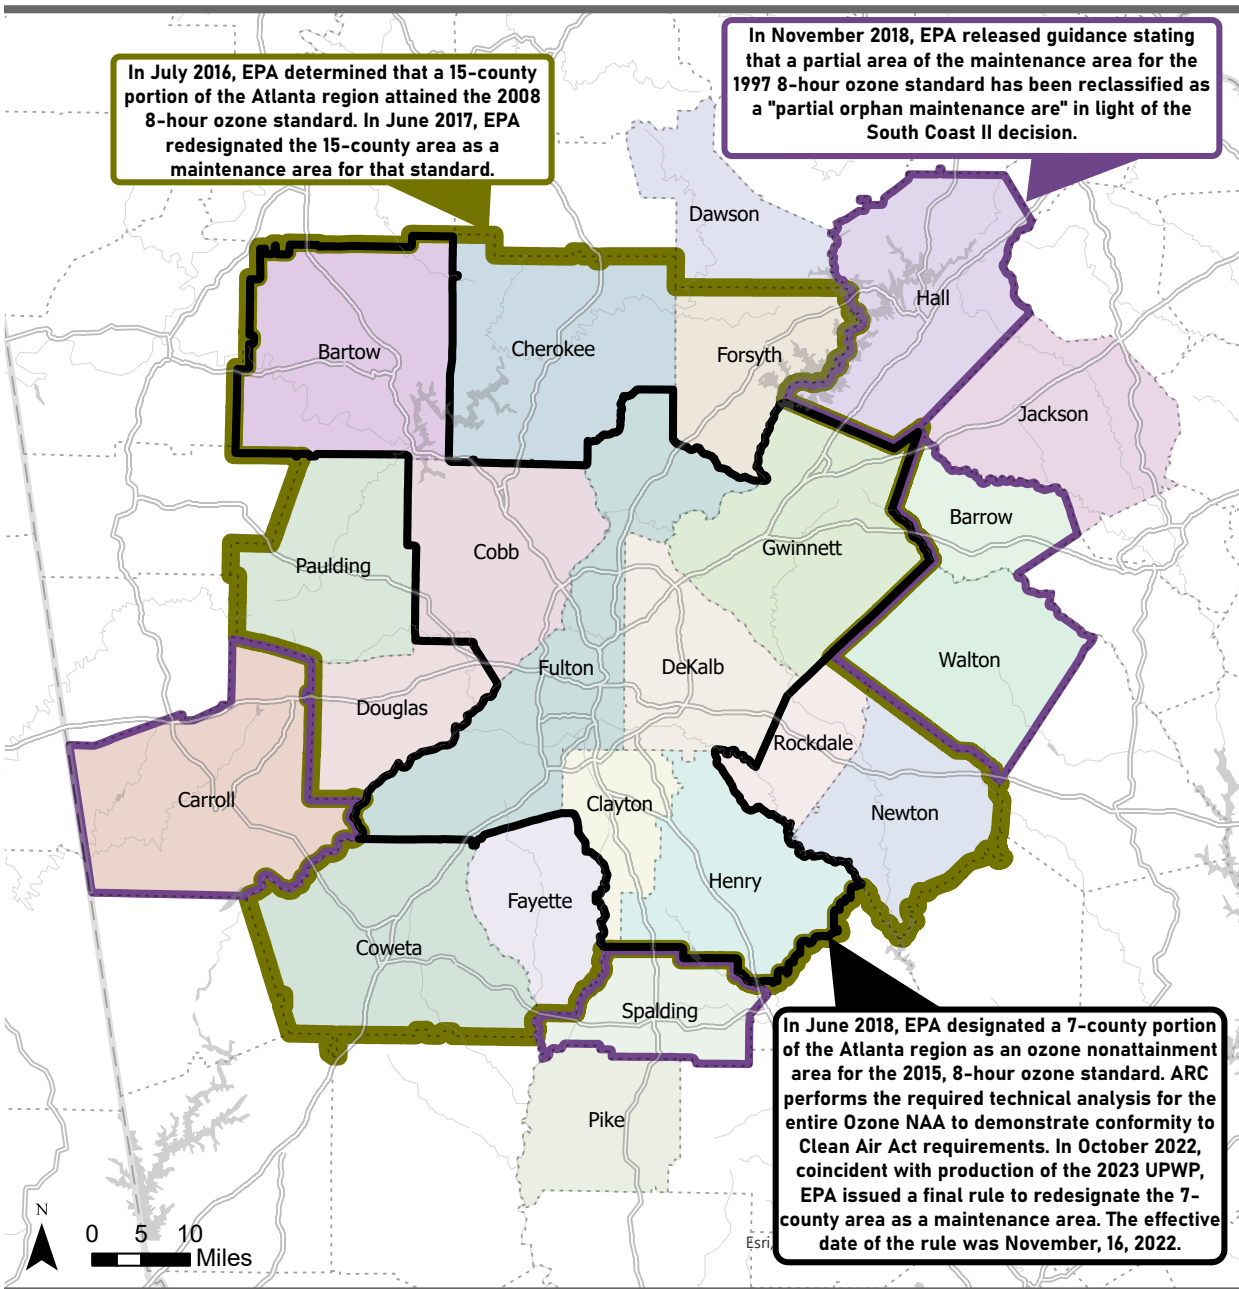 In July 2016, EPA determined that a 15-county
portion of the Atlanta region attained the 2008
8-hour ozone standard. In June 2017, EPA
redesignated the 15-county area as a
maintenance area for that standard.
In November 2018, EPA released guidance stating
that a partial area of the maintenance area for the
1997 8-hour ozone standard has been reclassified as
a "partial orphan maintenance are" in light of the
South Coast II decision.
Dawson
Hall
Bartow
Cherokee
Forsyth
Jackson
Barrow
Cobb
Gwinnett
Paulding
Walton
Fulton
DeKalb
Douglas
Rockdale
Carroll
Clayton
Newton
Henry
Fayette
Coweta
Spalding
Pike
In June 2018, EPA designated a 7-county portion
of the Atlanta region as an ozone nonattainment
area for the 2015, 8-hour ozone standard. ARC
performs the required technical analysis for the
entire Ozone NAA to demonstrate conformity to
Clean Air Act requirements. In October 2022,
coincident with production of the 2023 UPWP,
EPA issued a final rule to redesignate the 7-
county area as a maintenance area. The effective
date of the rule was November, 16, 2022.
N
0 5 10
Miles
Esri,